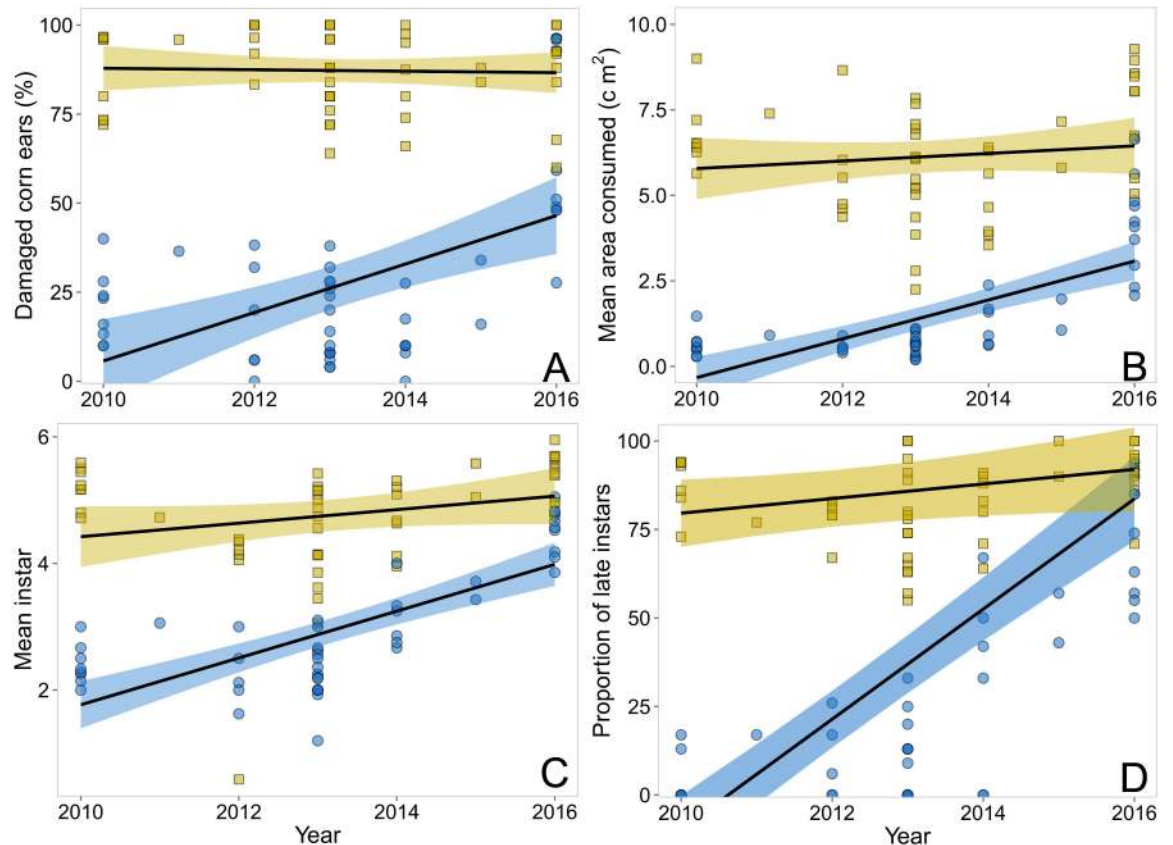 Damaged corn ears (%)
100
75
50
25
0
2010 2012 2014 2016
A
Mean area consumed (c m²)
10.0
7.5
5.0
2.5
0.0
2010 2012 2014 2016
B
Mean instar
6
4
2
2010 2012 2014 2016
Year
C
Proportion of late instars
100
75
50
25
0
2010 2012 2014 2016
Year
D